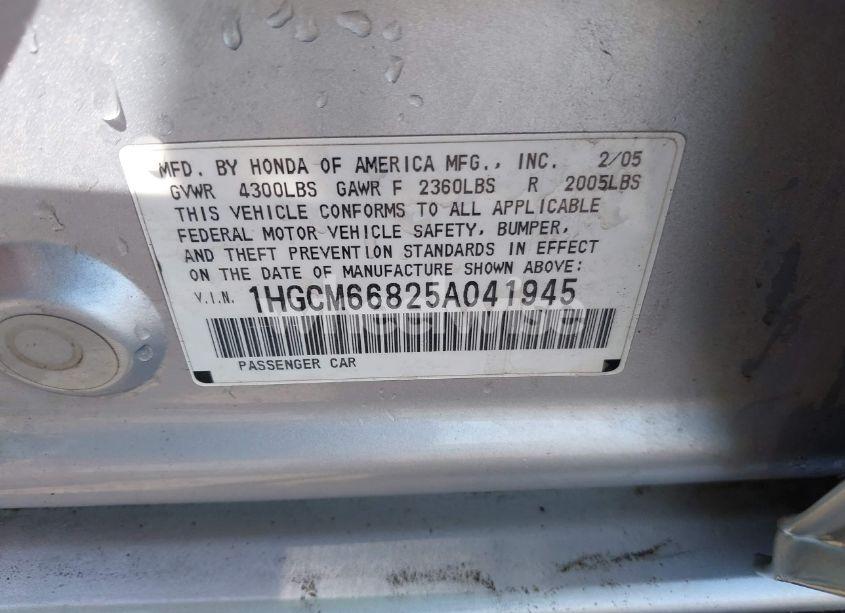 MFD. BY HONDA OF AMERICA MFG., INC. 2/05
GVWR 4300LBS GAWR F 2360LBS R 2005LBS
THIS VEHICLE CONFORMS TO ALL APPLICABLE
FEDERAL MOTOR VEHICLE SAFETY, BUMPER,
AND THEFT PREVENTION STANDARDS IN EFFECT
ON THE DATE OF MANUFACTURE SHOWN ABOVE:
V.I.N. 1HGCM66825A041945
PASSENGER CAR